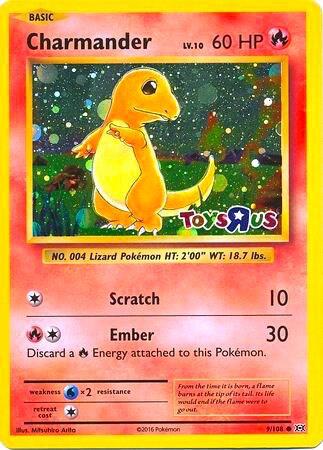 BASIC
Charmander LV.10 60 HP
TOYSRUS
NO. 004 Lizard Pokémon HT: 2'00" WT: 18.7 lbs.
Scratch 10
Ember 30
Discard a Energy attached to this Pokémon.
weakness ×2 resistance
retreat cost
From the time it is born, a flame
burns at the tip of its tail. Its life
would end if the flame were to
go out.
Illus. Mitsuhiro Arita ©2016 Pokémon 9/108